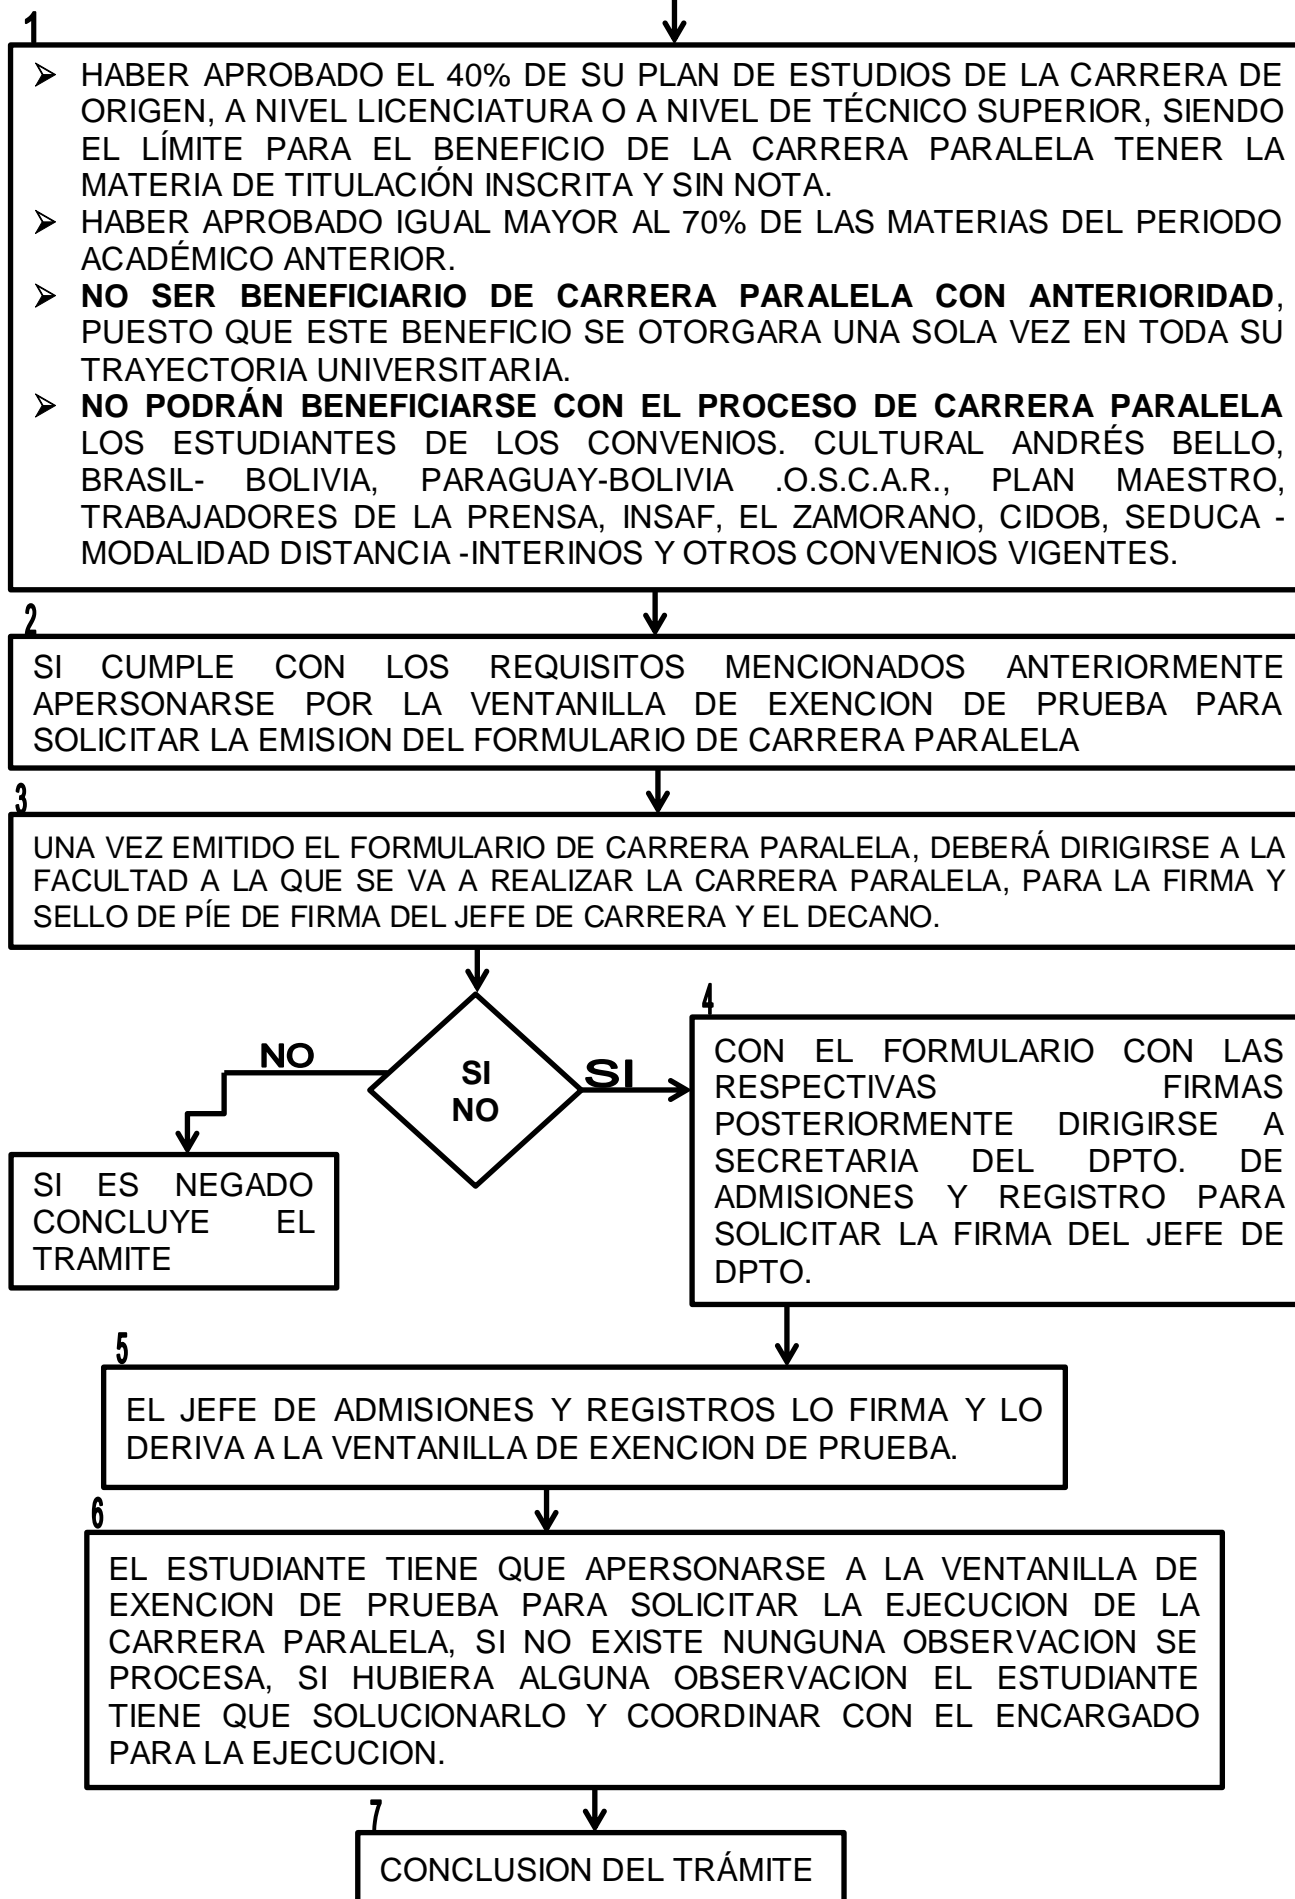 1
➢ HABER APROBADO EL 40% DE SU PLAN DE ESTUDIOS DE LA CARRERA DE
ORIGEN, A NIVEL LICENCIATURA O A NIVEL DE TÉCNICO SUPERIOR, SIENDO
EL LÍMITE PARA EL BENEFICIO DE LA CARRERA PARALELA TENER LA
MATERIA DE TITULACIÓN INSCRITA Y SIN NOTA.
➢ HABER APROBADO IGUAL MAYOR AL 70% DE LAS MATERIAS DEL PERIODO
ACADÉMICO ANTERIOR.
➢ NO SER BENEFICIARIO DE CARRERA PARALELA CON ANTERIORIDAD,
PUESTO QUE ESTE BENEFICIO SE OTORGARA UNA SOLA VEZ EN TODA SU
TRAYECTORIA UNIVERSITARIA.
➢ NO PODRÁN BENEFICIARSE CON EL PROCESO DE CARRERA PARALELA
LOS ESTUDIANTES DE LOS CONVENIOS. CULTURAL ANDRÉS BELLO,
BRASIL- BOLIVIA, PARAGUAY-BOLIVIA .O.S.C.A.R., PLAN MAESTRO,
TRABAJADORES DE LA PRENSA, INSAF, EL ZAMORANO, CIDOB, SEDUCA -
MODALIDAD DISTANCIA -INTERINOS Y OTROS CONVENIOS VIGENTES.
2
SI CUMPLE CON LOS REQUISITOS MENCIONADOS ANTERIORMENTE
APERSONARSE POR LA VENTANILLA DE EXENCION DE PRUEBA PARA
SOLICITAR LA EMISION DEL FORMULARIO DE CARRERA PARALELA
3
UNA VEZ EMITIDO EL FORMULARIO DE CARRERA PARALELA, DEBERÁ DIRIGIRSE A LA
FACULTAD A LA QUE SE VA A REALIZAR LA CARRERA PARALELA, PARA LA FIRMA Y
SELLO DE PÍE DE FIRMA DEL JEFE DE CARRERA Y EL DECANO.
NO
SI
NO
SI
SI ES NEGADO
CONCLUYE EL
TRAMITE
4
CON EL FORMULARIO CON LAS
RESPECTIVAS FIRMAS
POSTERIORMENTE DIRIGIRSE A
SECRETARIA DEL DPTO. DE
ADMISIONES Y REGISTRO PARA
SOLICITAR LA FIRMA DEL JEFE DE
DPTO.
5
EL JEFE DE ADMISIONES Y REGISTROS LO FIRMA Y LO
DERIVA A LA VENTANILLA DE EXENCION DE PRUEBA.
6
EL ESTUDIANTE TIENE QUE APERSONARSE A LA VENTANILLA DE
EXENCION DE PRUEBA PARA SOLICITAR LA EJECUCION DE LA
CARRERA PARALELA, SI NO EXISTE NUNGUNA OBSERVACION SE
PROCESA, SI HUBIERA ALGUNA OBSERVACION EL ESTUDIANTE
TIENE QUE SOLUCIONARLO Y COORDINAR CON EL ENCARGADO
PARA LA EJECUCION.
7
CONCLUSION DEL TRÁMITE